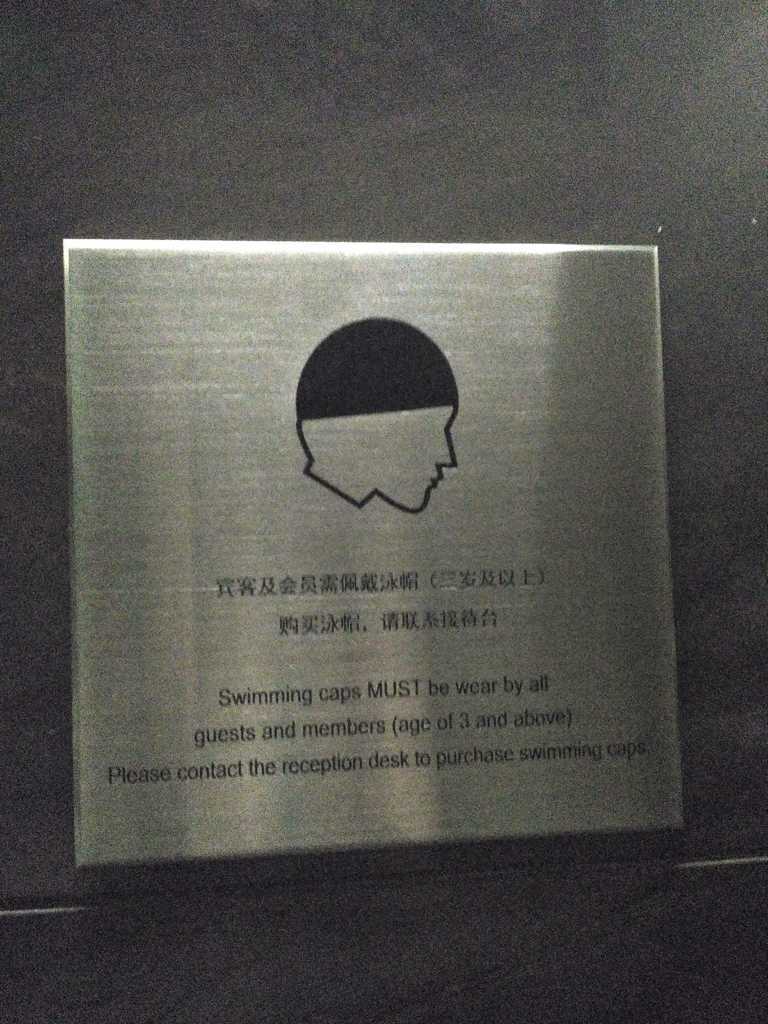 宾客及会员需佩戴泳帽（三岁及以上）
购买泳帽，请联系接待台
Swimming caps MUST be wear by all
guests and members (age of 3 and above)
Please contact the reception desk to purchase swimming caps.